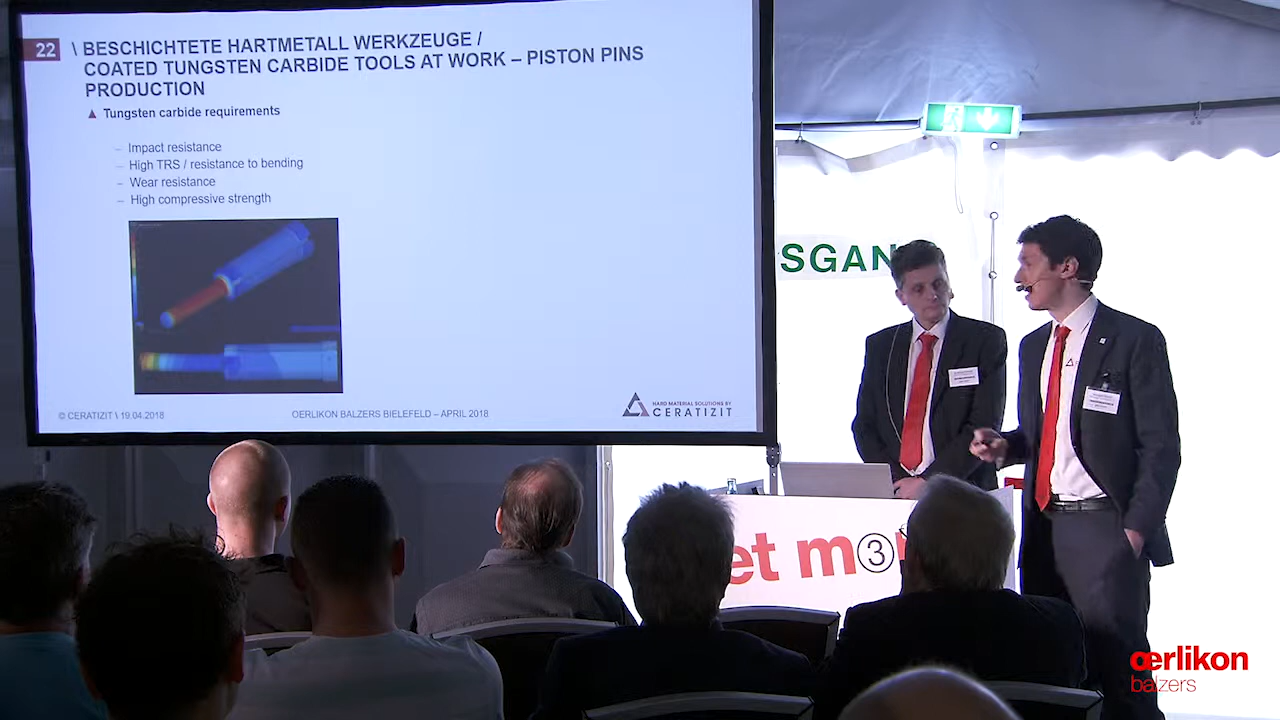 22
\ BESCHICHTETE HARTMETALL WERKZEUGE /
COATED TUNGSTEN CARBIDE TOOLS AT WORK – PISTON PINS
PRODUCTION
▲ Tungsten carbide requirements
– Impact resistance
– High TRS / resistance to bending
– Wear resistance
– High compressive strength
© CERATIZIT \ 19.04.2018
OERLIKON BALZERS BIELEFELD – APRIL 2018
HARD MATERIAL SOLUTIONS BY
CERATIZIT
SGAN
et m
3
œrlikon
balzers